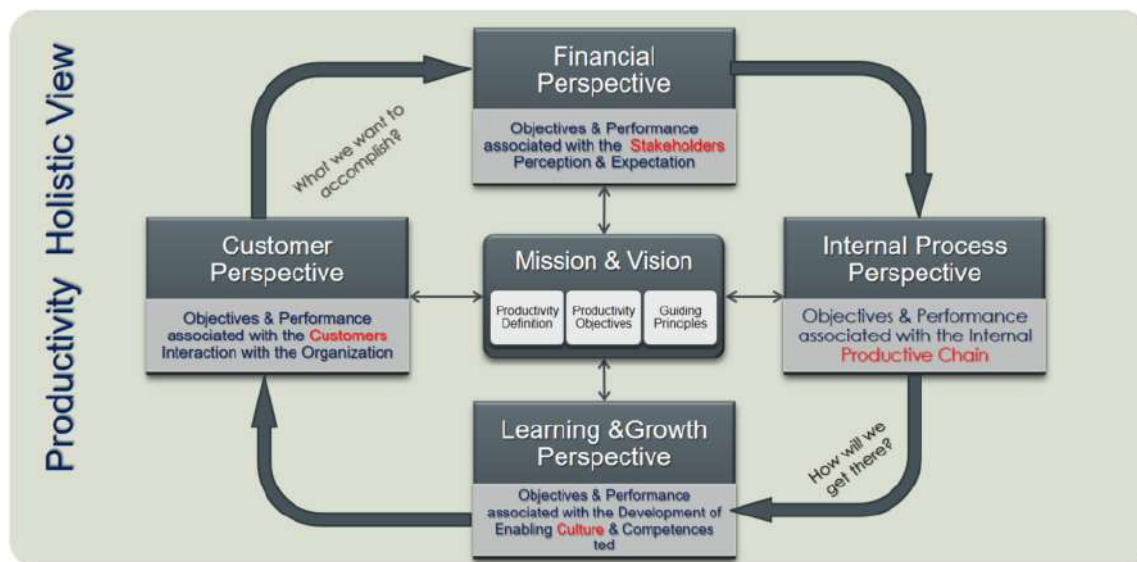 Productivity Holistic View
Financial
Perspective
Objectives & Performance
associated with the Stakeholders
Perception & Expectation
What we want to
accomplish?
Customer
Perspective
Objectives & Performance
associated with the Customers
Interaction with the Organization
Mission & Vision
Productivity
Definition
Productivity
Objectives
Guiding
Principles
Internal Process
Perspective
Objectives & Performance
associated with the Internal
Productive Chain
How will we
get there?
Learning &Growth
Perspective
Objectives & Performance
associated with the Development of
Enabling Culture & Competences
ted